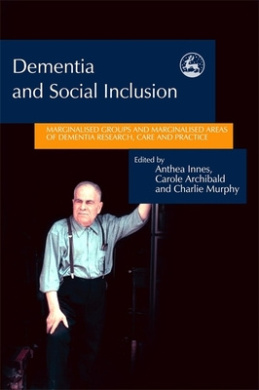 Dementia
and Social Inclusion
MARGINALISED GROUPS AND MARGINALISED AREAS
OF DEMENTIA RESEARCH, CARE AND PRACTICE
Edited by
Anthea Innes,
Carole Archibald
and Charlie Murphy